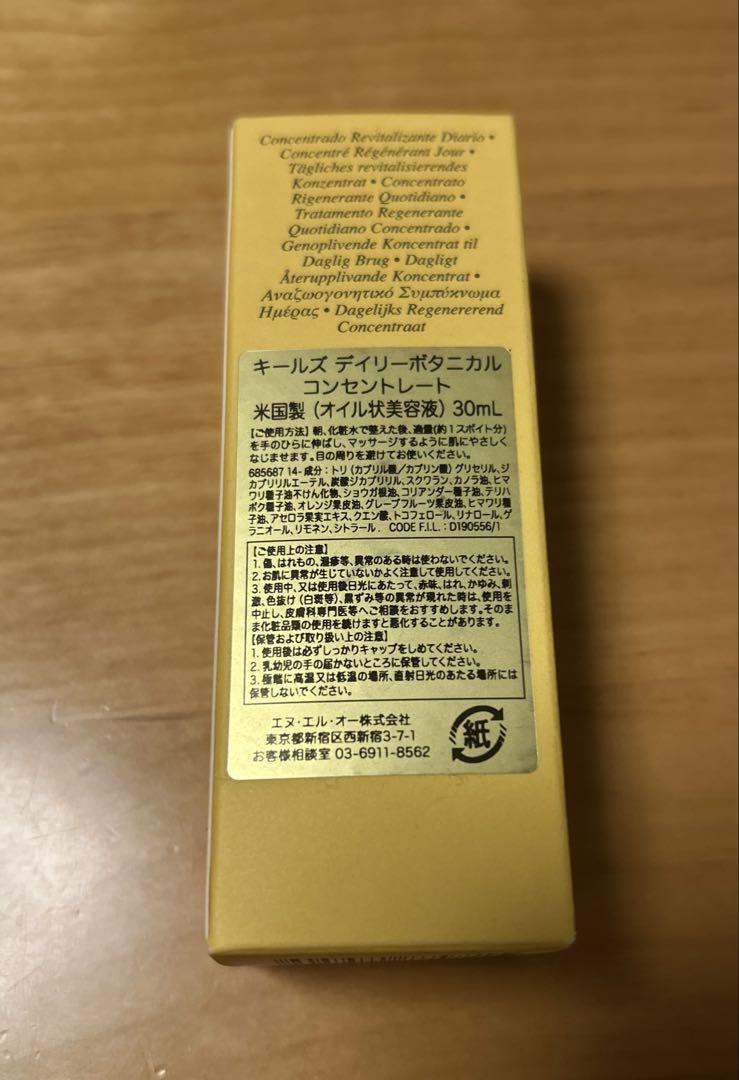 Concentrado Revitalizante Diario •
Concentré Régénérant Jour •
Tägliches revitalisierendes
Konzentrat • Concentrato
Rigenerante Quotidiano •
Tratamento Regenerante
Quotidiano Concentrado •
Genoplivende Koncentrat til
Daglig Brug • Dagligt
Återupplivande Koncentrat •
Αναζωογονητικό Συμπύκνωμα
Ημέρας • Dagelijks Regenererend
Concentraat
キールズ デイリーボタニカル
コンセントレート
米国製（オイル状美容液）30mL
【ご使用方法】朝、化粧水で整えた後、適量(約1スポイト分)
を手のひらに伸ばし、マッサージするように肌にやさしく
なじませます。目の周りを避けてお使いください。
685687 14- 成分：トリ（カプリル酸／カプリン酸）グリセリル、ジ
カプリリルエーテル、炭酸ジカプリリル、スクワラン、カノラ油、ヒマ
ワリ種子油不けん化物、ショウガ根油、コリアンダー種子油、テリハ
ボク種子油、オレンジ果皮油、グレープフルーツ果皮油、ヒマワリ種
子油、アセロラ果実エキス、クエン酸、トコフェロール、リナロール、ゲ
ラニオール、リモネン、シトラール． CODE F.I.L.：D190556/1
【ご使用上の注意】
1. 傷、はれもの、湿疹等、異常のある時は使わないでください。
2. お肌に異常が生じていないかよく注意して使用してください。
3. 使用中、又は使用後日光にあたって、赤味、はれ、かゆみ、刺
激、色抜け（白斑等）、黒ずみ等の異常が現れた時は、使用を
中止し、皮膚科専門医等へご相談をおすすめします。そのま
ま化粧品類の使用を続けますと悪化することがあります。
【保管および取り扱い上の注意】
1. 使用後は必ずしっかりキャップをしめてください。
2. 乳幼児の手の届かないところに保管してください。
3. 極端に高温又は低温の場所、直射日光のあたる場所には
保管しないでください。
エヌ・エル・オー株式会社
東京都新宿区西新宿3-7-1
お客様相談室 03-6911-8562
紙